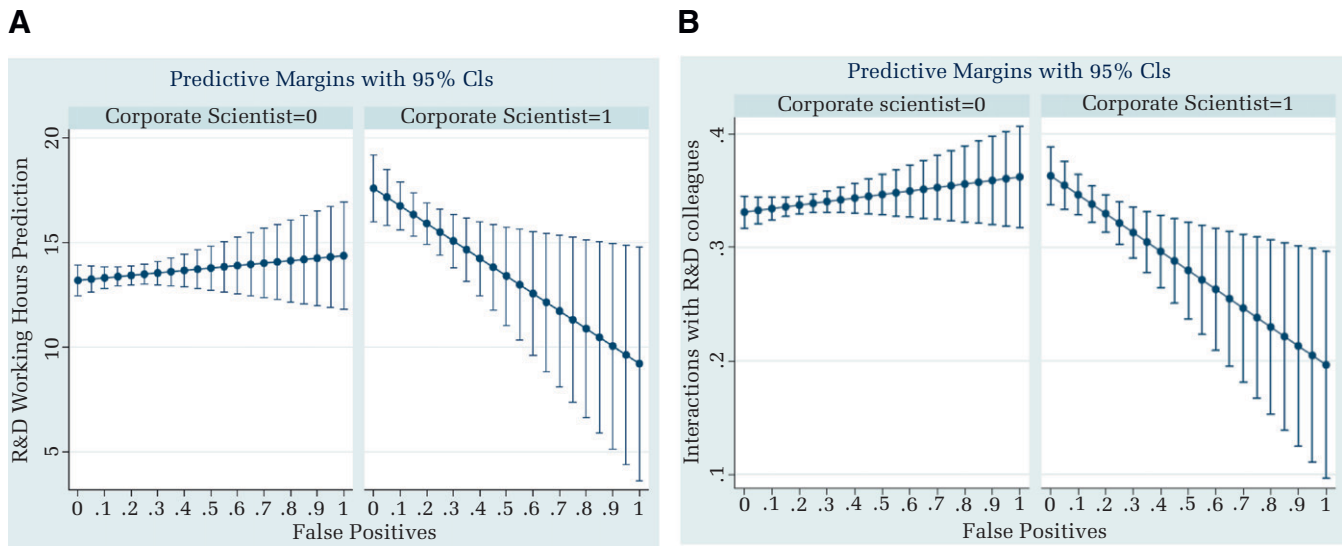 A
Predictive Margins with 95% CIs
Corporate Scientist=0
Corporate Scientist=1
R&D Working Hours Prediction
20
15
10
5
0 .1 .2 .3 .4 .5 .6 .7 .8 .9 1
0 .1 .2 .3 .4 .5 .6 .7 .8 .9 1
False Positives
B
Predictive Margins with 95% CIs
Corporate scientist=0
Corporate Scientist=1
Interactions with R&D colleagues
.4
.3
.2
.1
0 .1 .2 .3 .4 .5 .6 .7 .8 .9 1
0 .1 .2 .3 .4 .5 .6 .7 .8 .9 1
False Positives